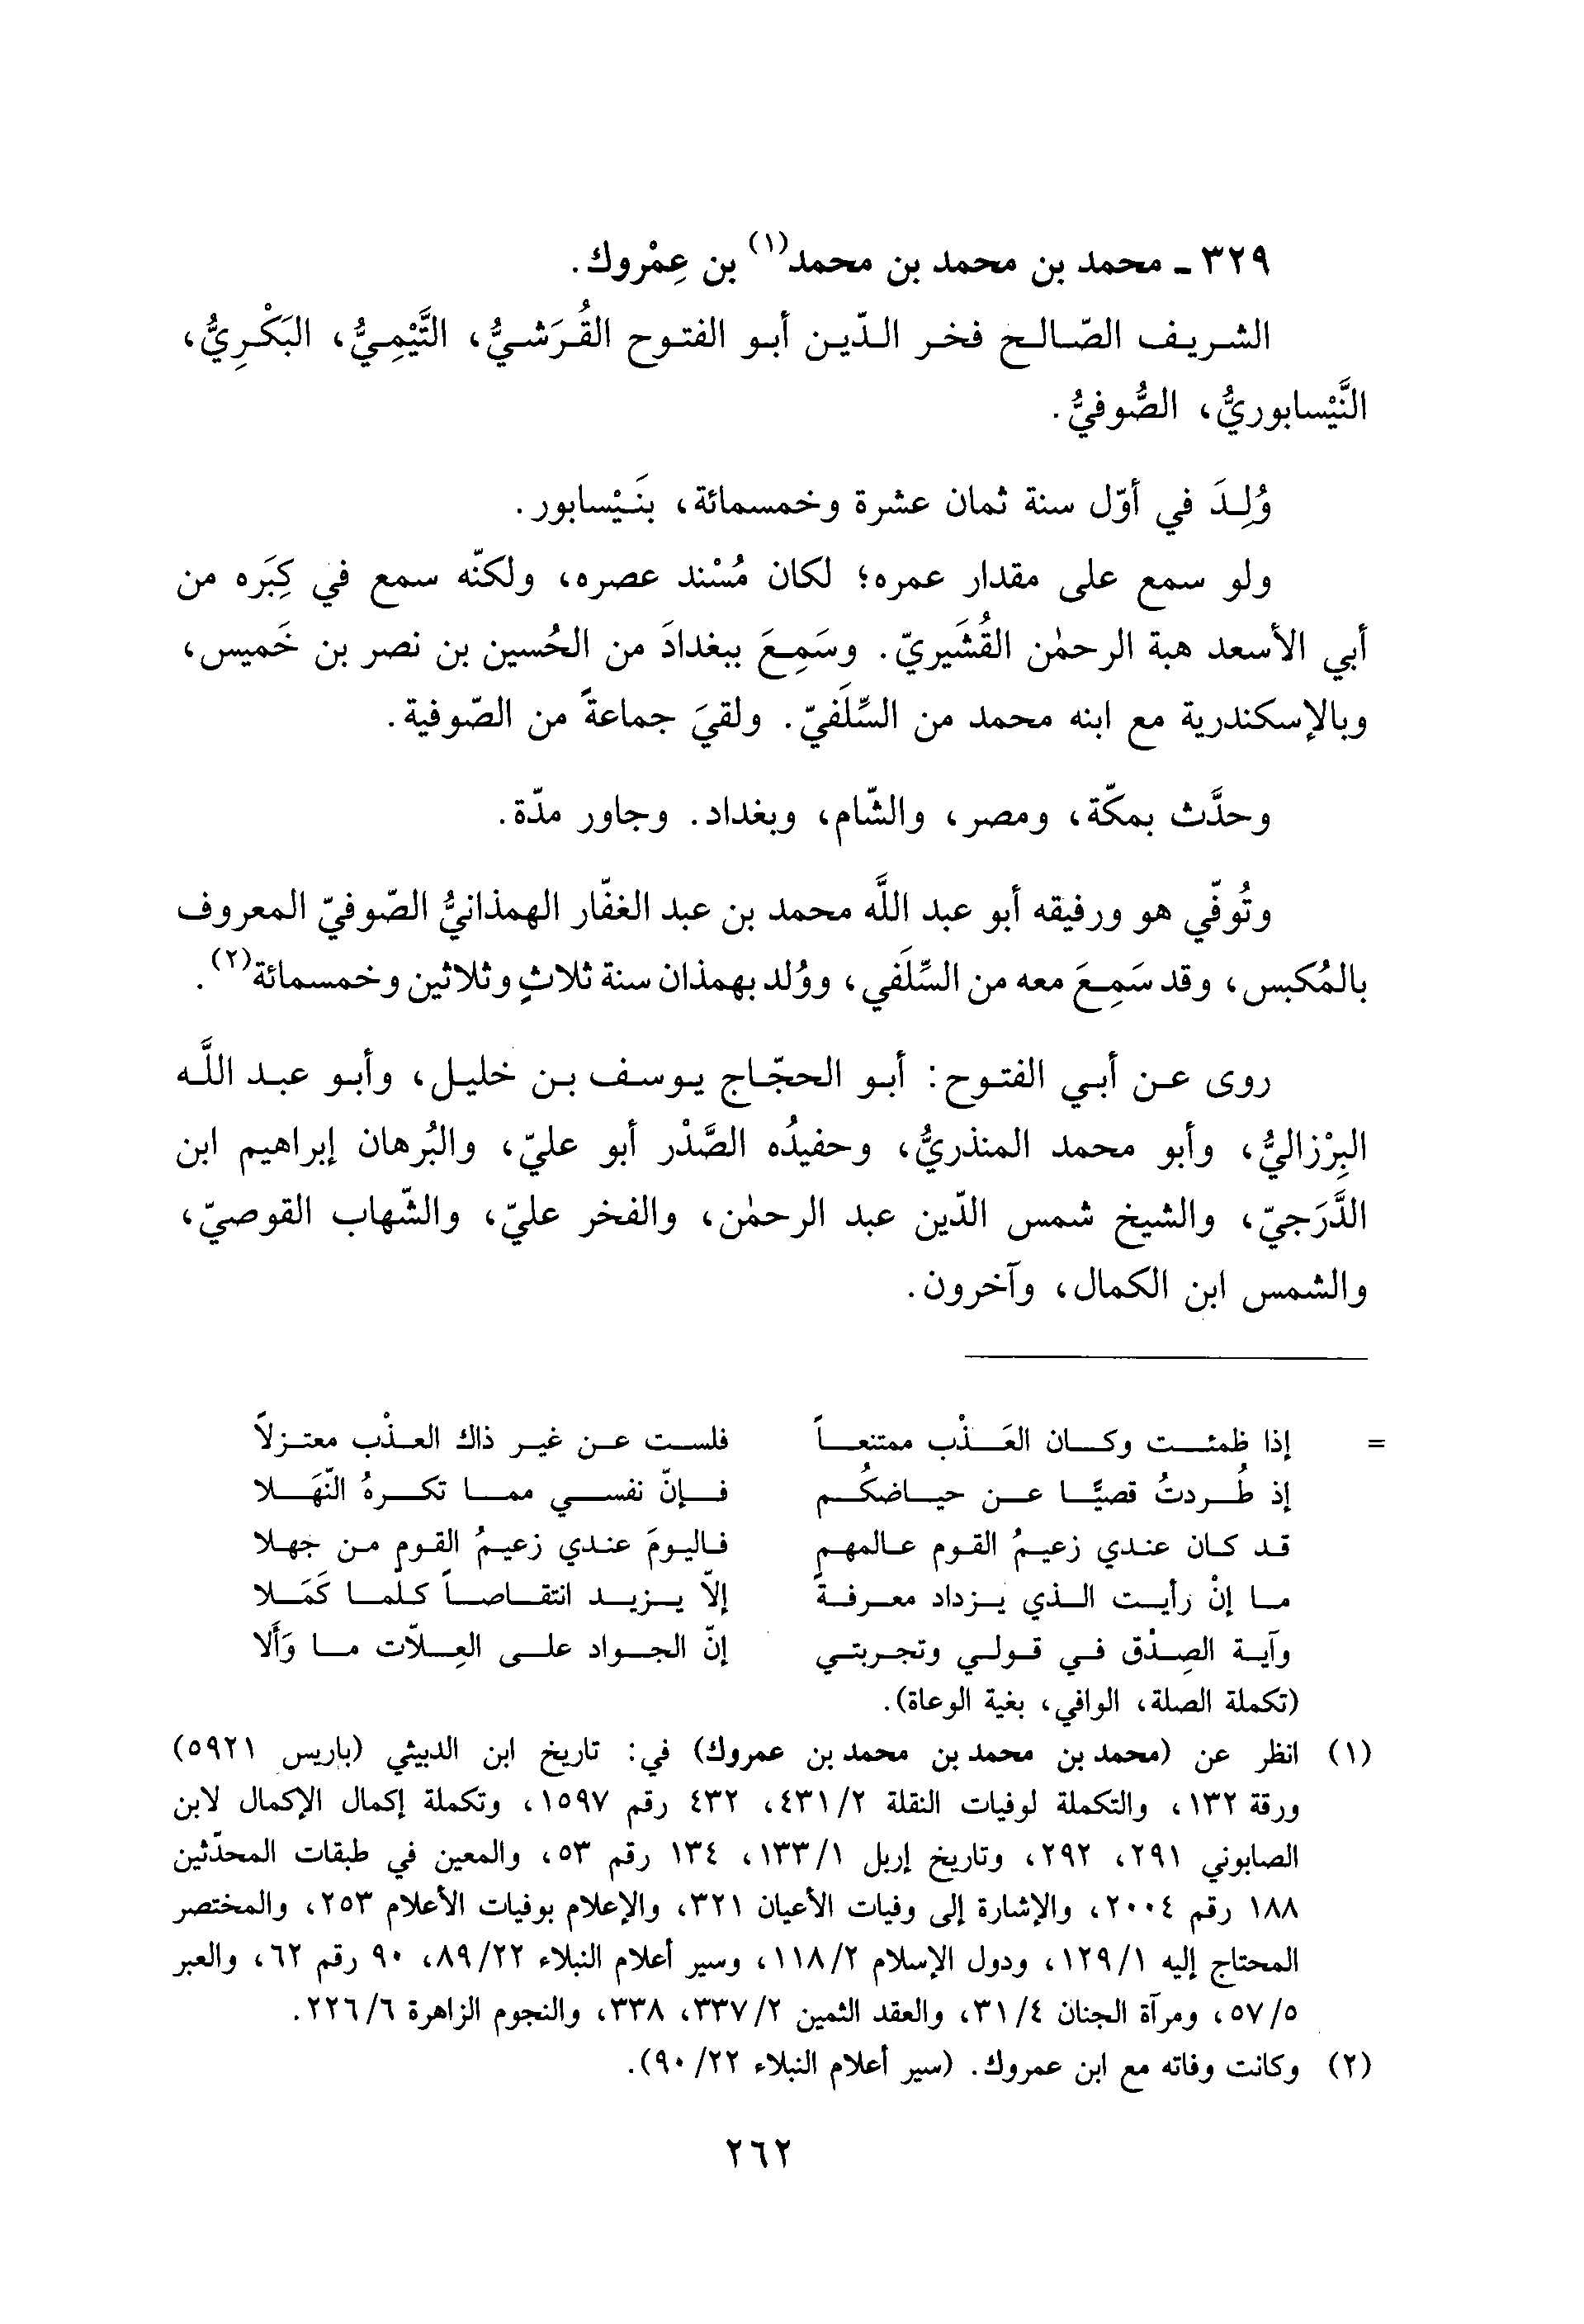 ٣٢٩ ـ محمد بن محمد بن محمد(١) بن عِمْروك.
الشريف الصّالح فخر الدّين أبو الفتوح القُرَشيُّ، التَّيْمِيُّ، البَكْرِيُّ،
النَّيْسابوريُّ، الصُّوفيُّ.
وُلِدَ في أوّل سنة ثمان عشرة وخمسمائة، بنَيْسابور.
ولو سمع على مقدار عمره؛ لكان مُسْند عصره، ولكنّه سمع في كِبَره من
أبي الأسعد هبة الرحمٰن القُشَيريّ. وسَمِعَ ببغدادَ من الحُسين بن نصر بن خَميس،
وبالإسكندرية مع ابنه محمد من السِّلَفيّ. ولقيَ جماعةً من الصّوفية.
وحدَّث بمكّة، ومصر، والشّام، وبغداد. وجاور مدّة.
وتُوفّي هو ورفيقه أبو عبد اللَّه محمد بن عبد الغفّار الهمذانيُّ الصّوفيّ المعروف
بالمُكبس، وقد سَمِعَ معه من السِّلَفي، ووُلد بهمذان سنة ثلاثٍ وثلاثين وخمسمائة(٢).
روى عن أبي الفتوح: أبو الحجّاج يوسف بن خليل، وأبو عبد اللَّه
البِرْزاليُّ، وأبو محمد المنذريُّ، وحفيدُه الصَّدْر أبو عليّ، والبُرهان إبراهيم ابن
الدَّرَجيّ، والشيخ شمس الدّين عبد الرحمٰن، والفخر عليّ، والشّهاب القوصيّ،
والشمس ابن الكمال، وآخرون.
= إذا ظمئت وكان العَذْب ممتنعاً فلست عن غير ذاك العذْب معتزلاً
إذ طُردتُ قصيًّا عن حياضكُم فإنّ نفسي مما تكرهُ النّهَلا
قد كان عندي زعيمُ القوم عالمهم فاليومَ عندي زعيمُ القوم من جهلا
ما إنْ رأيت الذي يزداد معرفةً إلّا يزيد انتقاصاً كلّما كَمَلا
وآية الصِدْق في قولي وتجربتي إنّ الجواد على العِلاّت ما وَألا
(تكملة الصلة، الوافي، بغية الوعاة).
(١) انظر عن (محمد بن محمد بن محمد بن عمروك) في: تاريخ ابن الدبيثي (باريس ٥٩٢١)
ورقة ١٣٢، والتكملة لوفيات النقلة ٤٣١/٢، ٤٣٢ رقم ١٥٩٧، وتكملة إكمال الإكمال لابن
الصابوني ٢٩١، ٢٩٢، وتاريخ إربل ١٣٣/١، ١٣٤ رقم ٥٣، والمعين في طبقات المحدّثين
١٨٨ رقم ٢٠٠٤، والإشارة إلى وفيات الأعيان ٣٢١، والإعلام بوفيات الأعلام ٢٥٣، والمختصر
المحتاج إليه ١٢٩/١، ودول الإسلام ١١٨/٢، وسير أعلام النبلاء ٨٩/٢٢، ٩٠ رقم ٦٢، والعبر
٥٧/٥، ومرآة الجنان ٣١/٤، والعقد الثمين ٣٣٧/٢، ٣٣٨، والنجوم الزاهرة ٢٢٦/٦.
(٢) وكانت وفاته مع ابن عمروك. (سير أعلام النبلاء ٩٠/٢٢).
٢٦٢